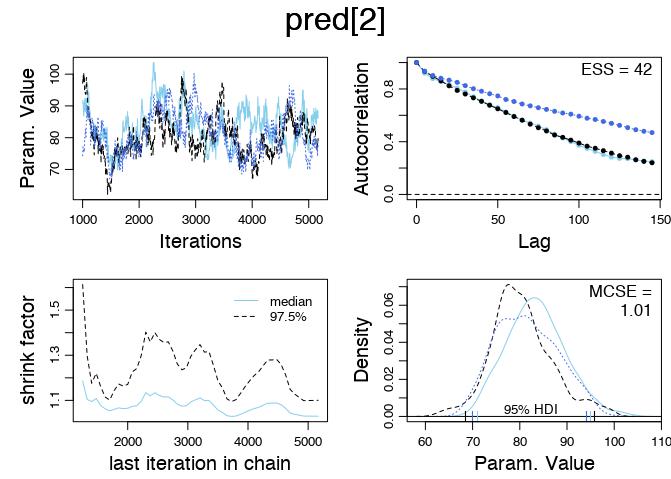 pred[2]
Param. Value
70 80 90 100
1000 2000 3000 4000 5000
Iterations
Autocorrelation
0.0 0.4 0.8
ESS = 42
0 50 100 150
Lag
shrink factor
1.1 1.3 1.5
median
97.5%
2000 3000 4000 5000
last iteration in chain
Density
0.00 0.02 0.04 0.06
MCSE =
1.01
95% HDI
60 70 80 90 100 110
Param. Value